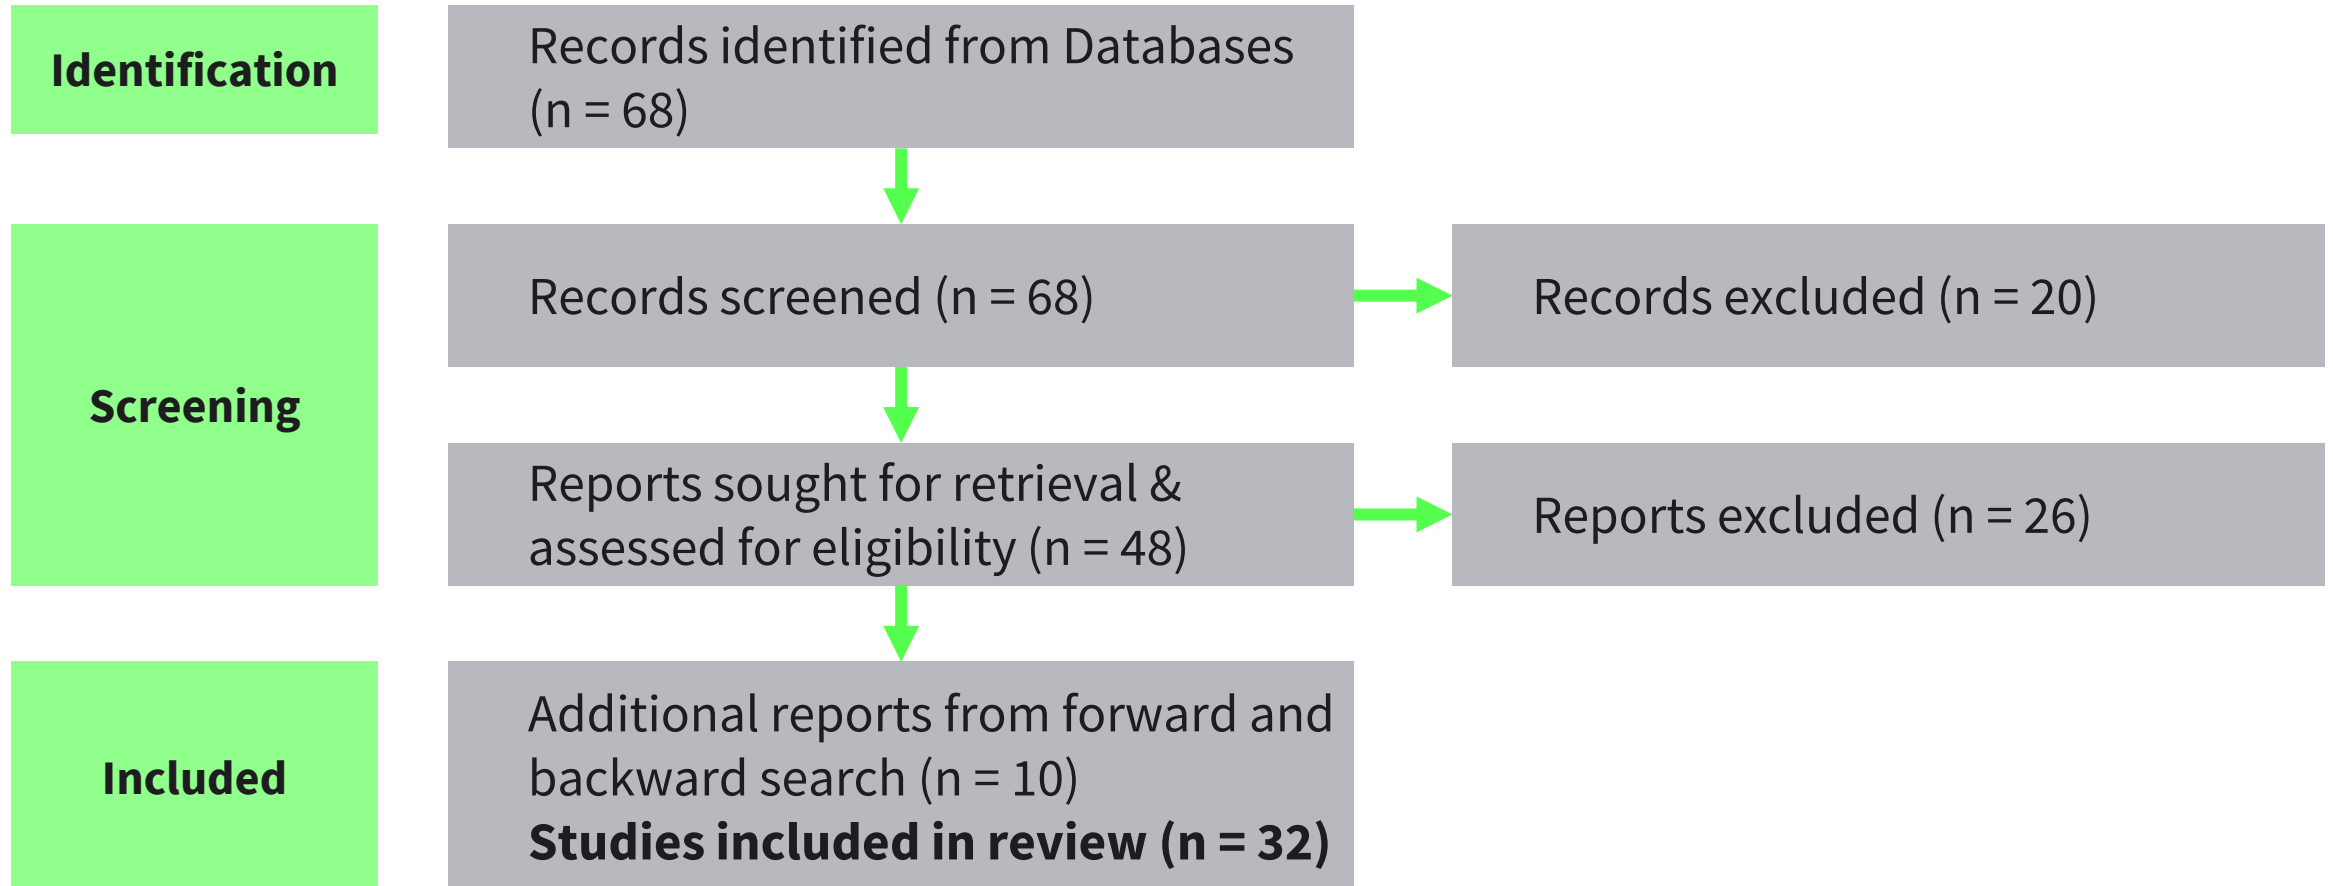 Identification
Records identified from Databases
(n = 68)
Screening
Records screened (n = 68)
Records excluded (n = 20)
Reports sought for retrieval &
assessed for eligibility (n = 48)
Reports excluded (n = 26)
Included
Additional reports from forward and
backward search (n = 10)
Studies included in review (n = 32)